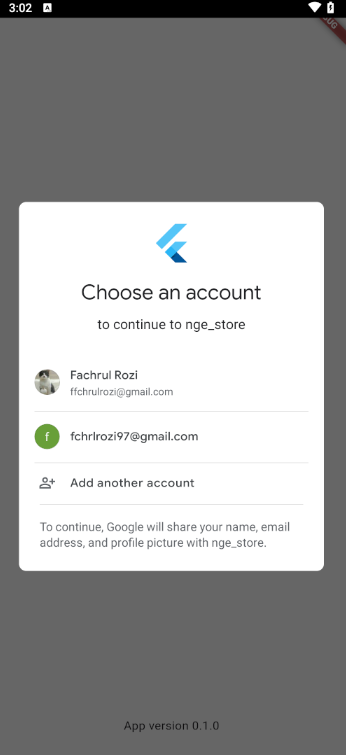 3:02
A
Choose an account
to continue to nge_store
Fachrul Rozi
ffchrulrozi@gmail.com
f
fchrlrozi97@gmail.com
Add another account
To continue, Google will share your name, email
address, and profile picture with nge_store.
App version 0.1.0